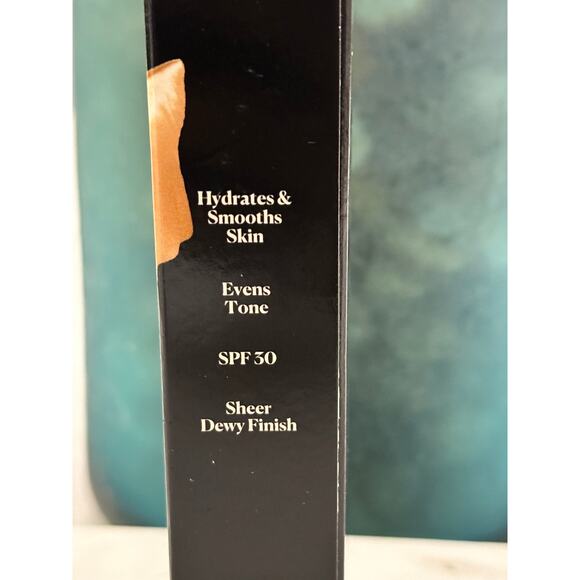 Hydrates &
Smooths
Skin
Evens
Tone
SPF 30
Sheer
Dewy Finish